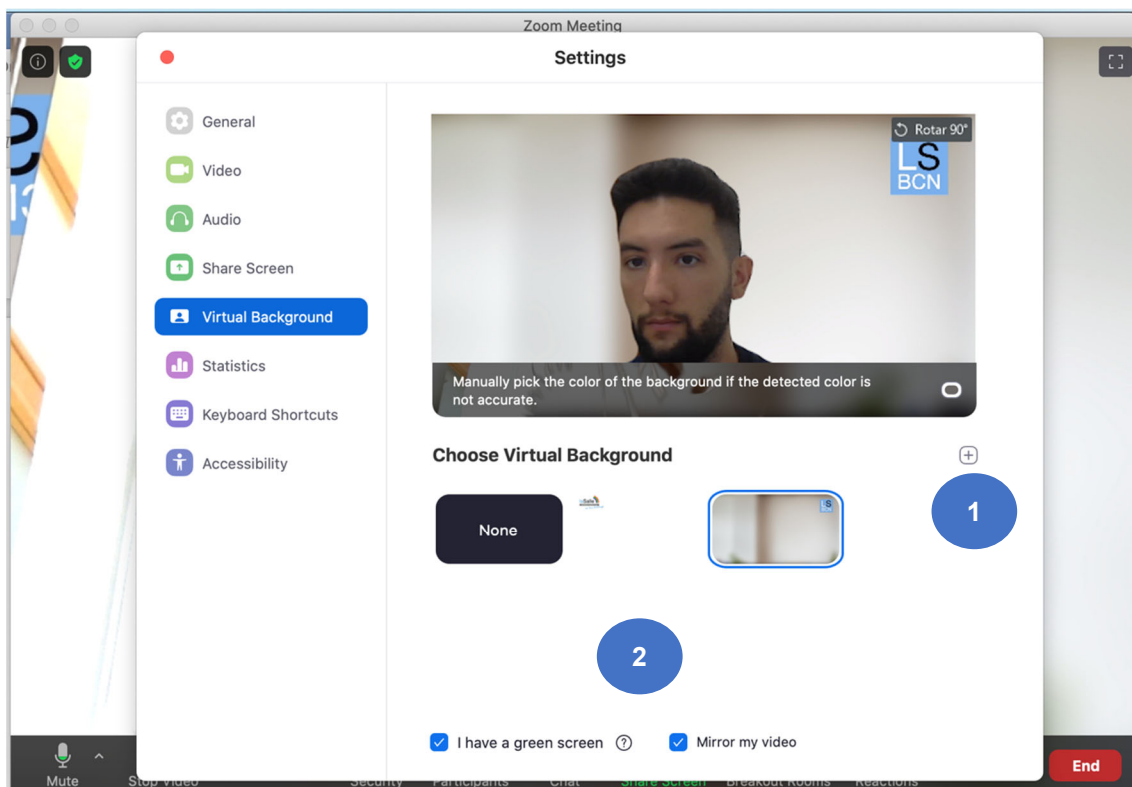 Zoom Meeting
Settings
General
Video
Audio
Share Screen
Virtual Background
Statistics
Keyboard Shortcuts
Accessibility
Rotar 90°
LS
BCN
Manually pick the color of the background if the detected color is
not accurate.
Choose Virtual Background
1
None
LS
2
I have a green screen
Mirror my video
Mute
Stop Video
Security
Participants
Chat
Share Screen
Breakout Rooms
Reactions
End